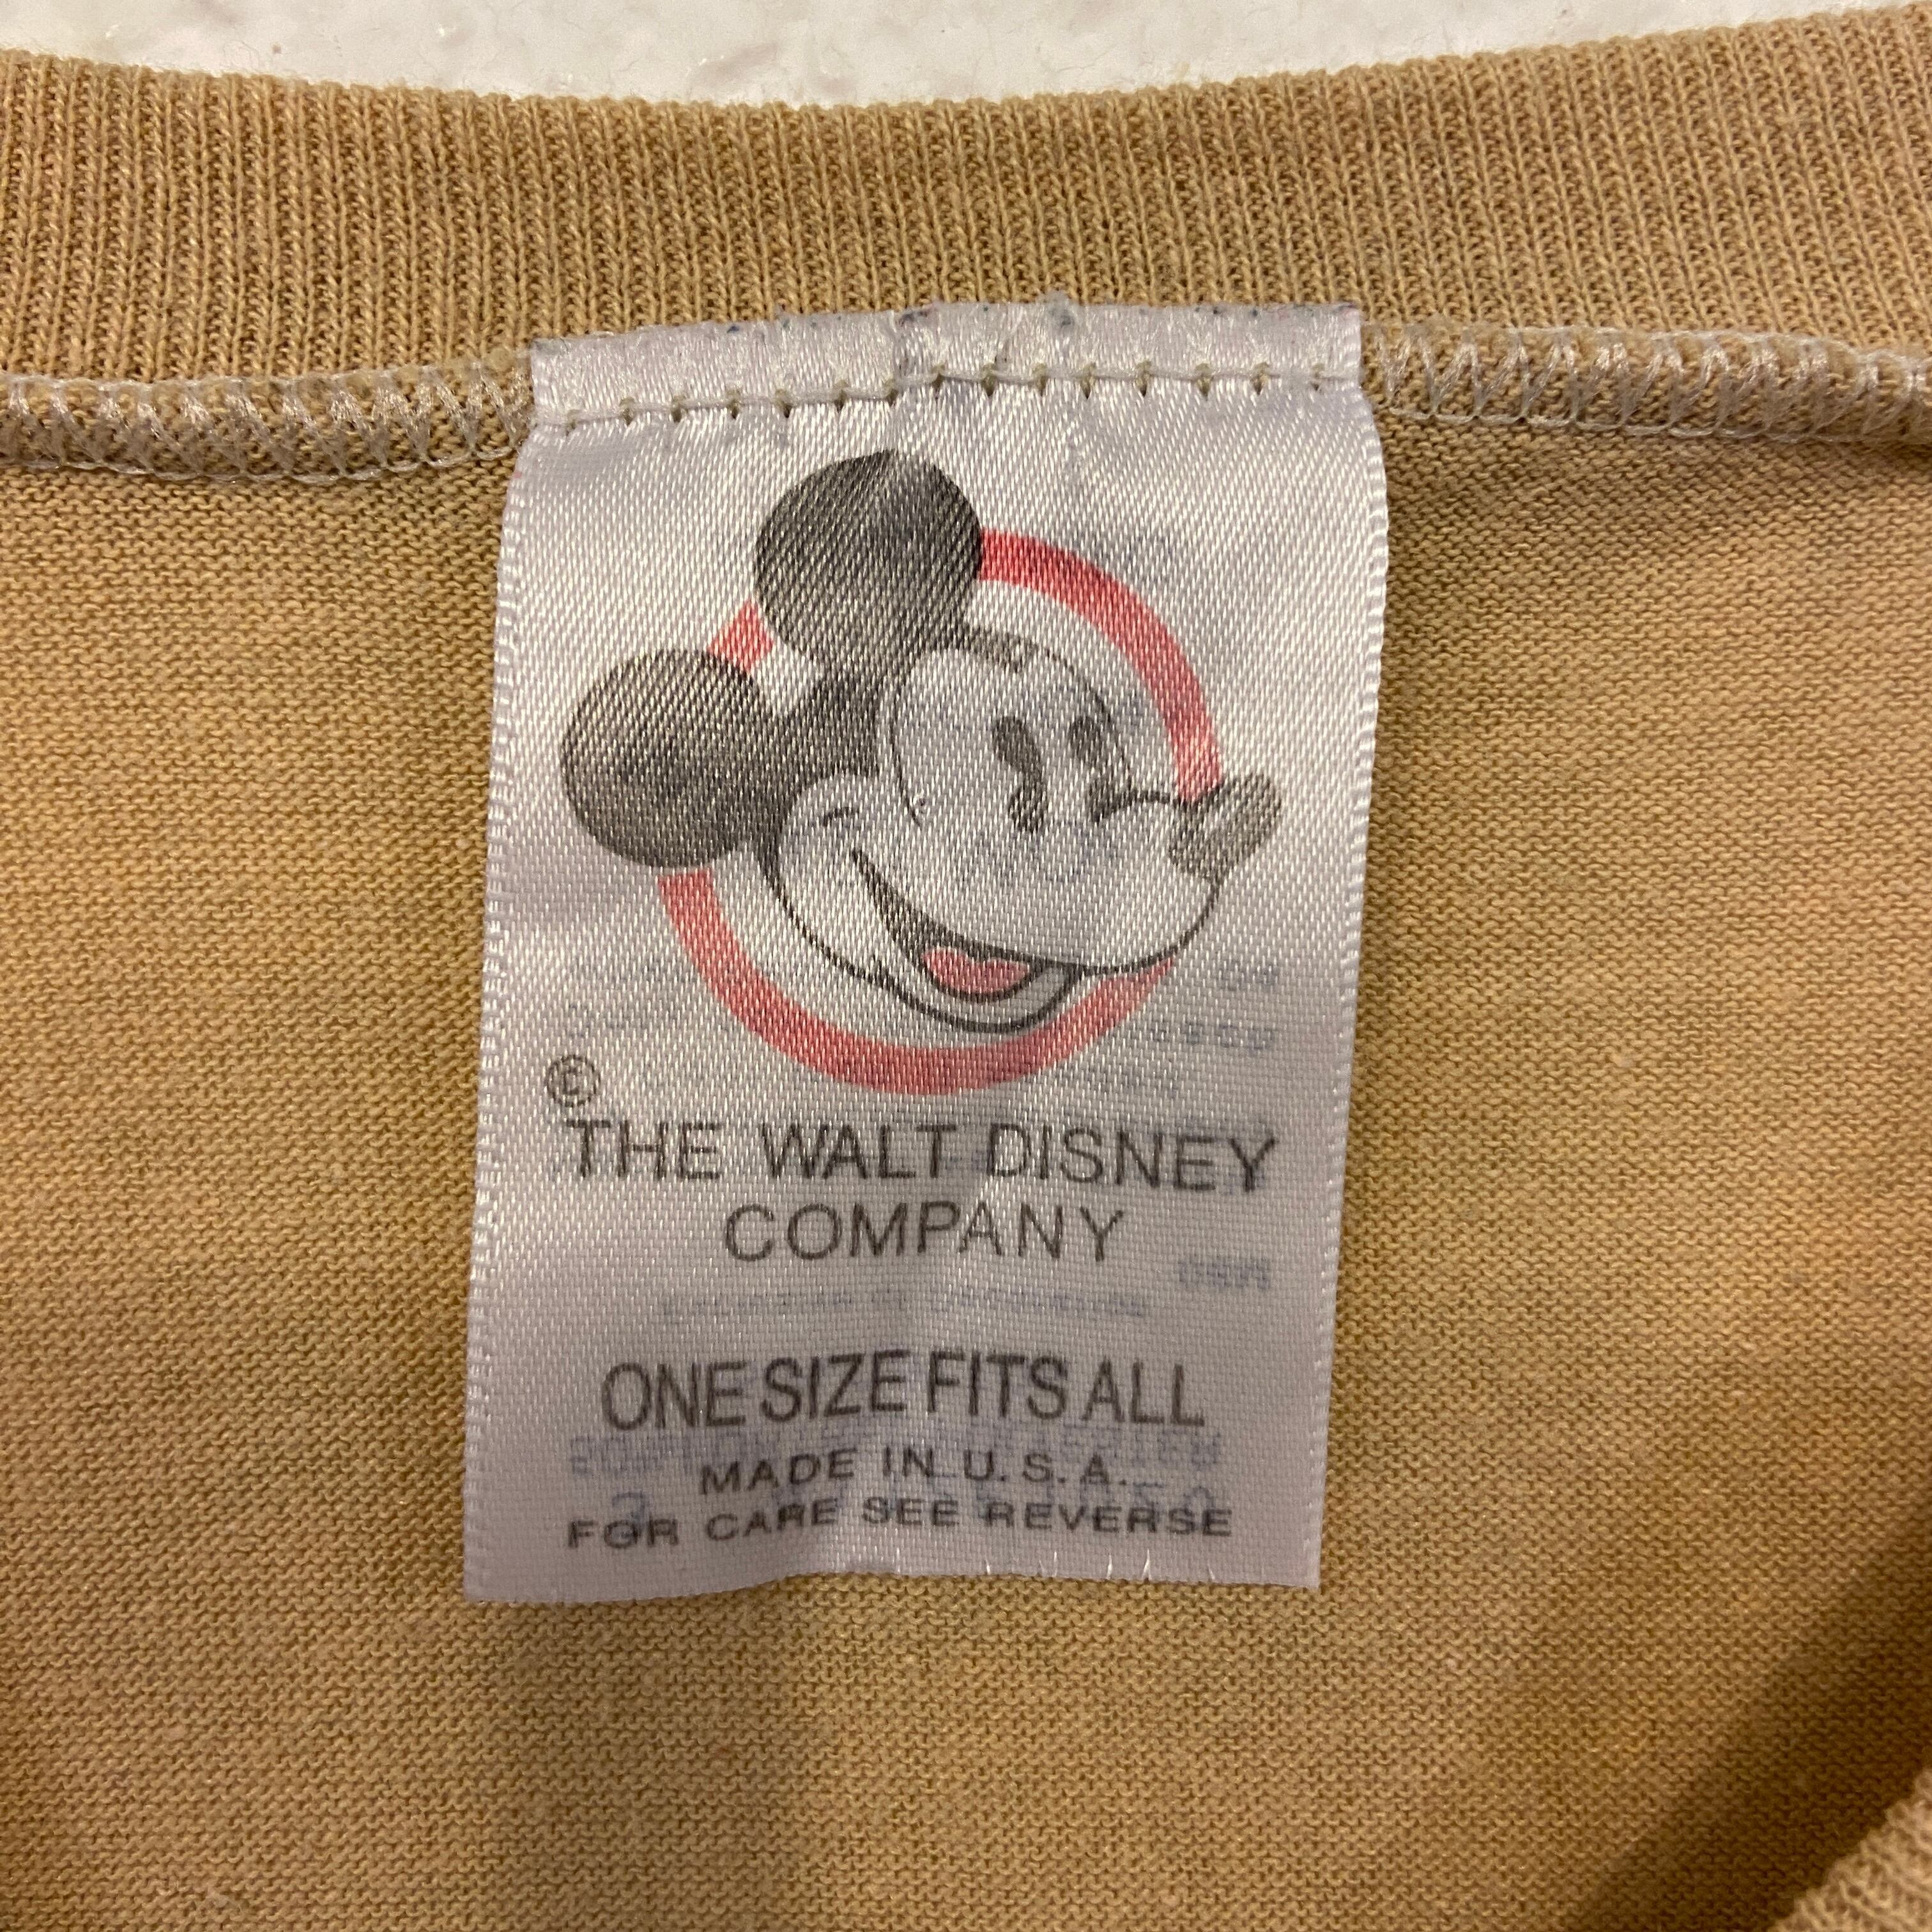 ©
THE WALT DISNEY
COMPANY
ONE SIZE FITS ALL
MADE IN U.S.A.
FOR CARE SEE REVERSE